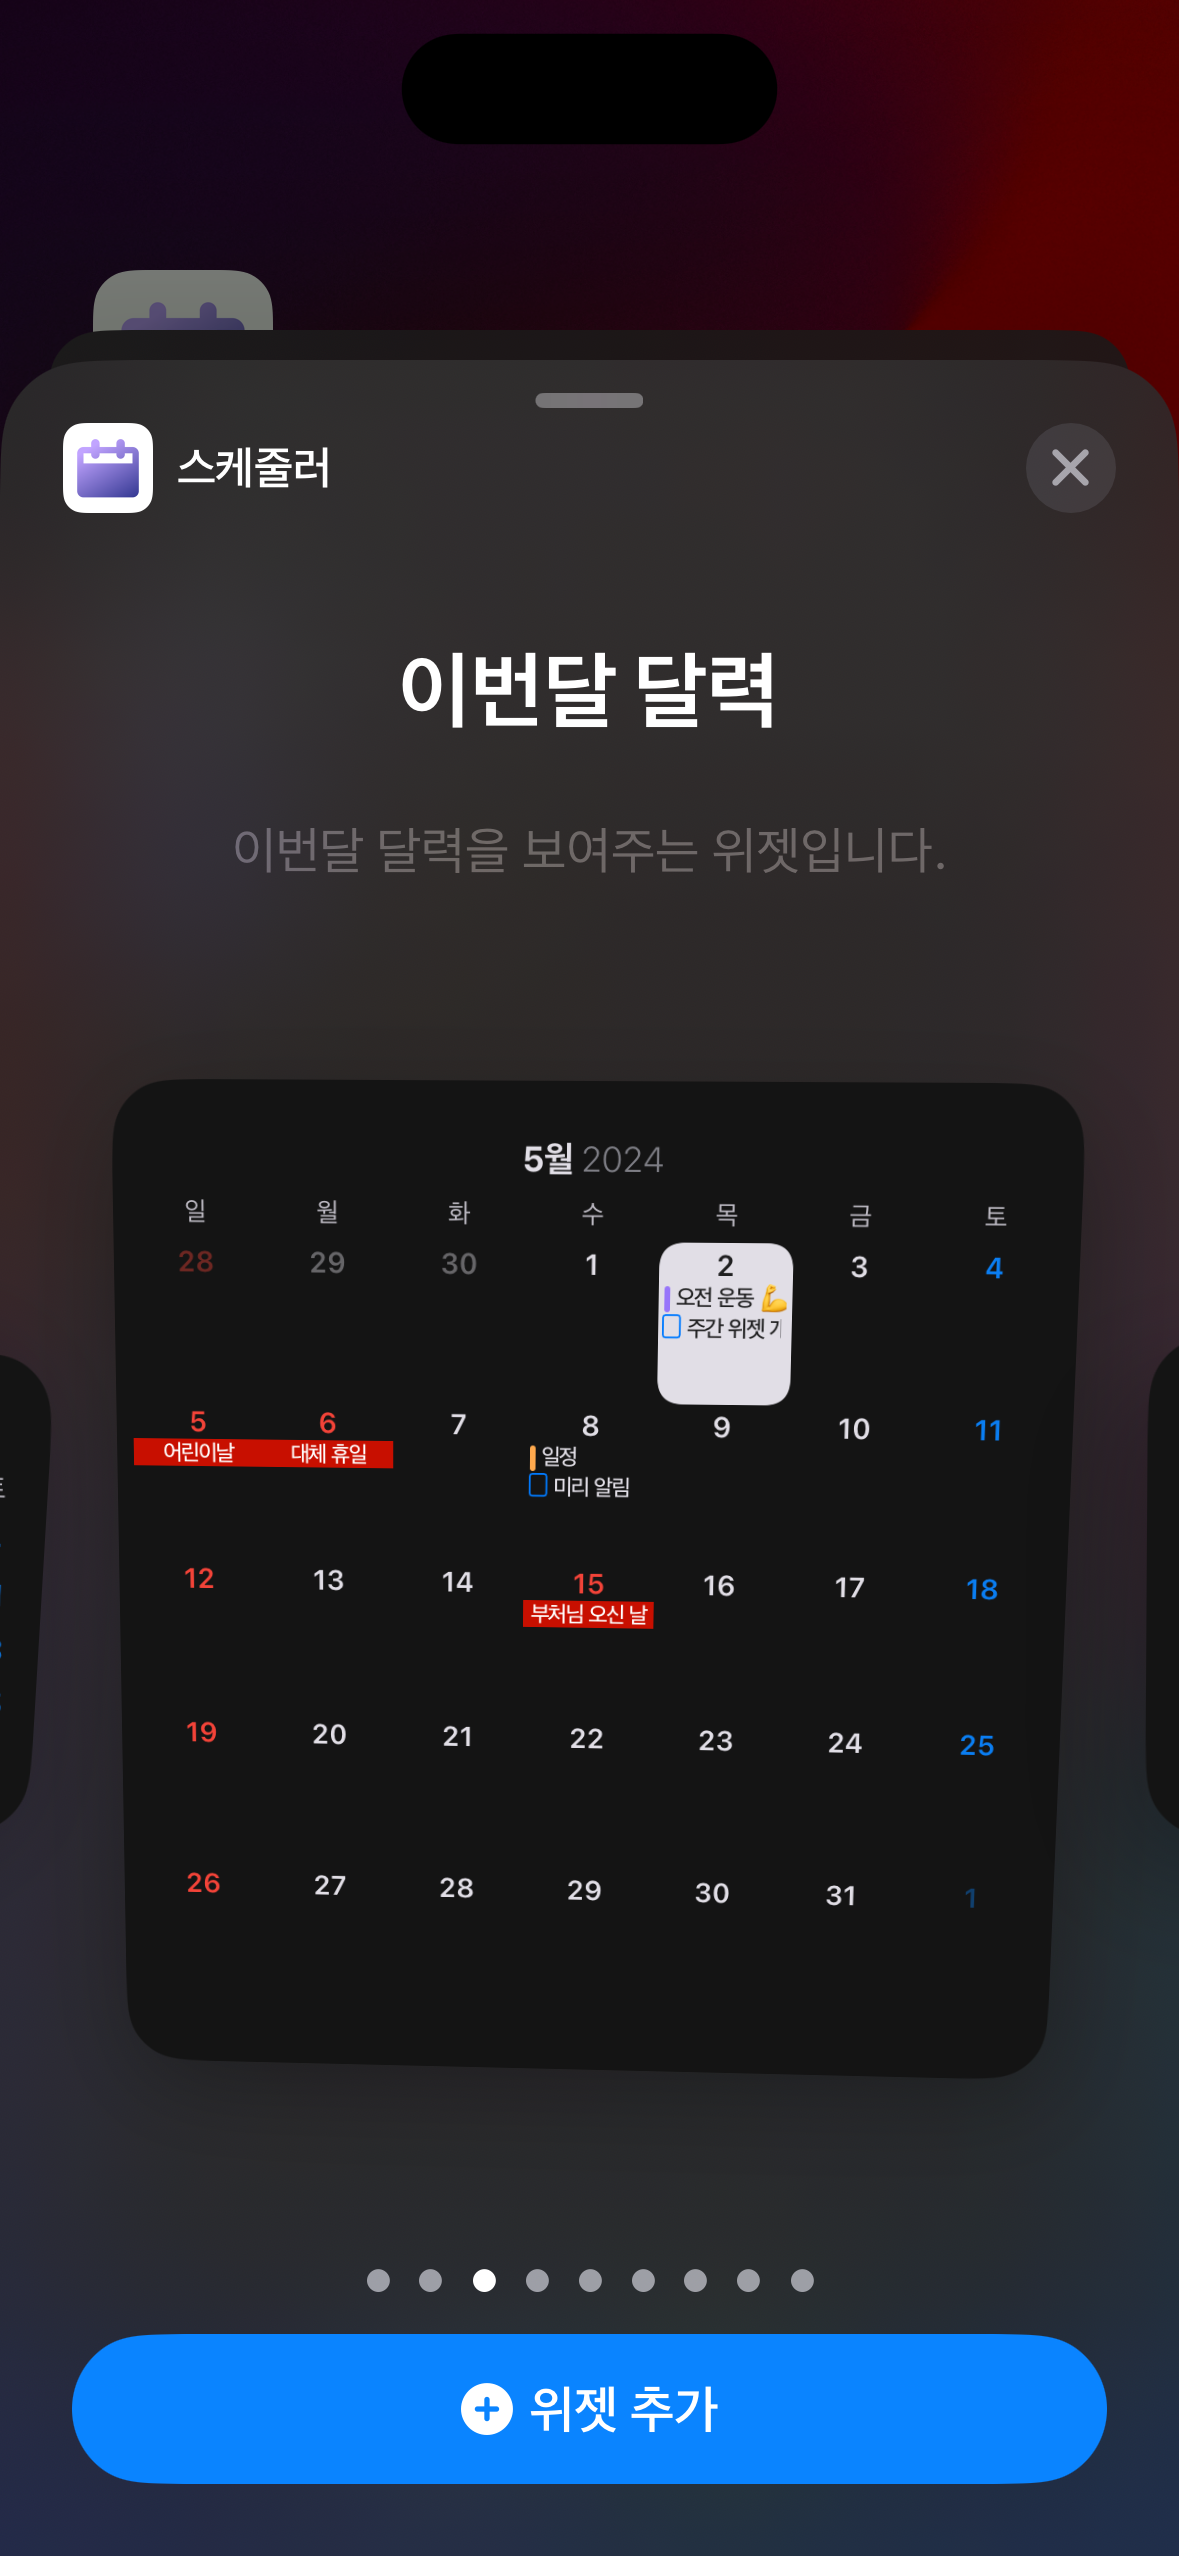 스케줄러
이번달 달력
이번달 달력을 보여주는 위젯입니다.
5월 2024
일 월 화 수 목 금 토
28 29 30 1 2 3 4
오전 운동 💪
주간 위젯
5 6 7 8 9 10 11
어린이날 대체 휴일 일정
미리 알림
12 13 14 15 16 17 18
부처님 오신 날
19 20 21 22 23 24 25
26 27 28 29 30 31 1
위젯 추가